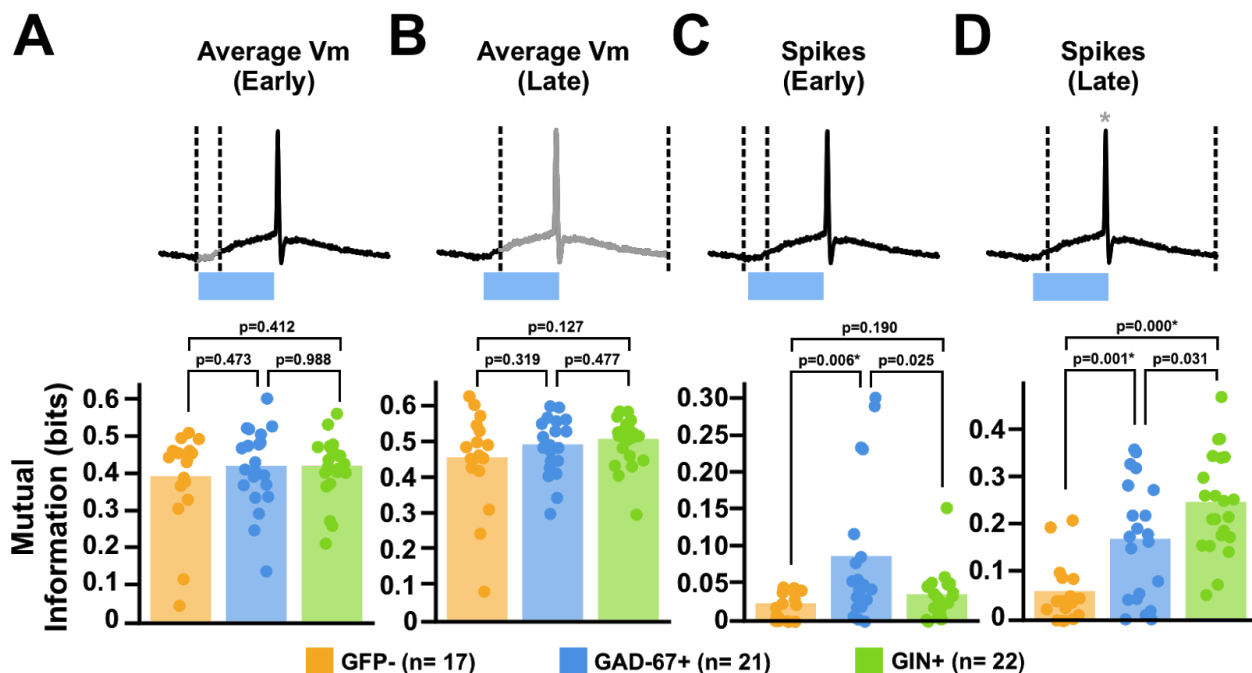 A
Average Vm
(Early)
p=0.412
p=0.473
p=0.988
Mutual
Information (bits)
0.6
0.5
0.4
0.3
0.2
0.1
0
B
Average Vm
(Late)
p=0.127
p=0.319
p=0.477
0.6
0.5
0.4
0.3
0.5
0.1
0
C
Spikes
(Early)
p=0.190
p=0.006*
p=0.025
0.30
0.25
0.20
0.15
0.10
0.05
0
D
Spikes
(Late)
*
p=0.000*
p=0.001*
p=0.031
0.4
0.3
0.2
0.1
0
GFP- (n= 17)
GAD-67+ (n= 21)
GIN+ (n= 22)